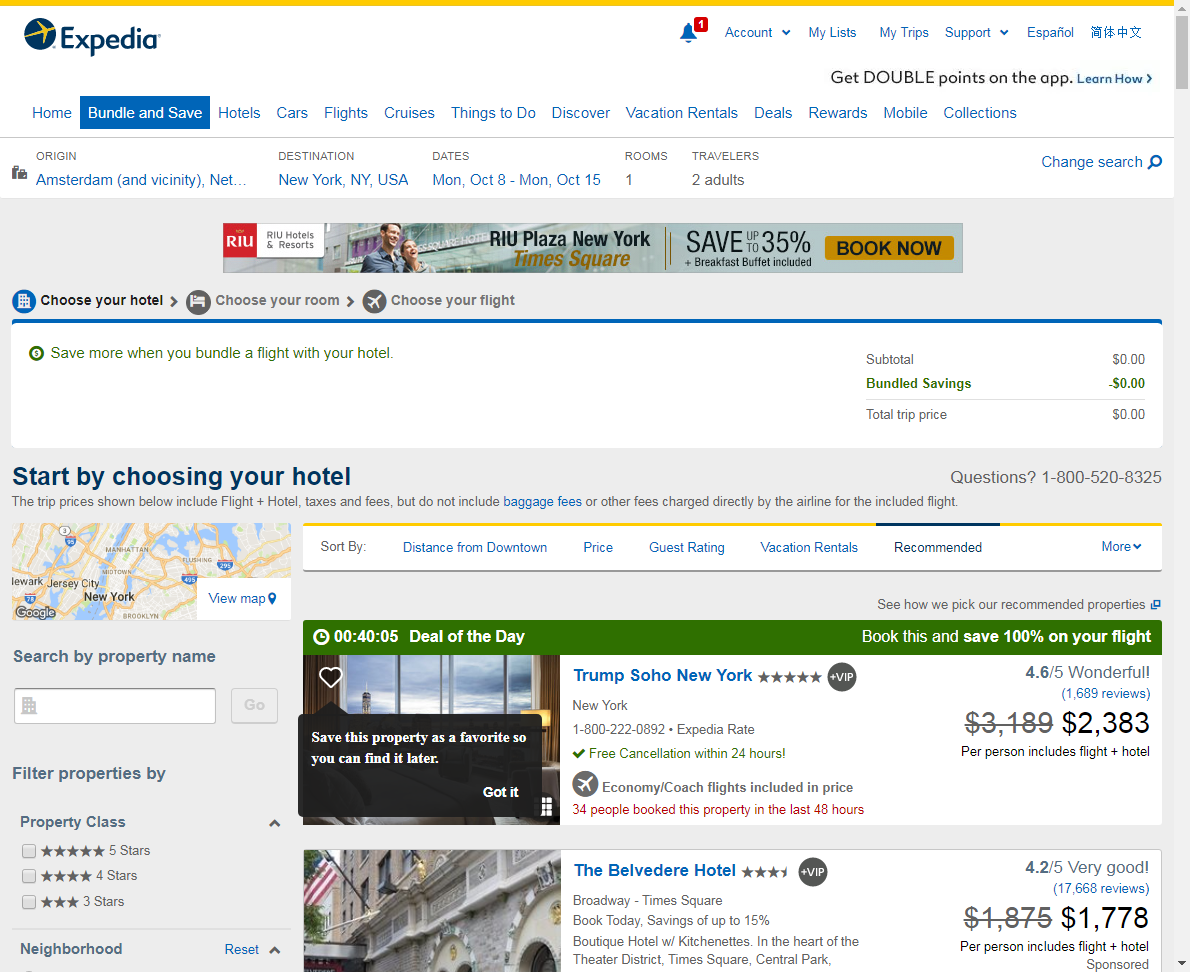 Expedia
1
Account
My Lists
My Trips
Support
Español
简体中文
Get DOUBLE points on the app. Learn How
Home
Bundle and Save
Hotels
Cars
Flights
Cruises
Things to Do
Discover
Vacation Rentals
Deals
Rewards
Mobile
Collections
ORIGIN
Amsterdam (and vicinity), Net…
DESTINATION
New York, NY, USA
DATES
Mon, Oct 8 - Mon, Oct 15
ROOMS
1
TRAVELERS
2 adults
Change search
RIU
RIU Hotels
& Resorts
RIU Plaza New York
Times Square
SAVE UP TO 35%
+ Breakfast Buffet included
BOOK NOW
Choose your hotel
Choose your room
Choose your flight
Save more when you bundle a flight with your hotel.
Subtotal $0.00
Bundled Savings -$0.00
Total trip price $0.00
Start by choosing your hotel
Questions? 1-800-520-8325
The trip prices shown below include Flight + Hotel, taxes and fees, but do not include baggage fees or other fees charged directly by the airline for the included flight.
3
95
MANHATTAN
FLUSHING
MIDTOWN
295
495
lewark
Jersey City
78
New York
Google
BROOKLYN
View map
Sort By:
Distance from Downtown
Price
Guest Rating
Vacation Rentals
Recommended
More
See how we pick our recommended properties
Search by property name
Go
Filter properties by
Property Class
5 Stars
4 Stars
3 Stars
Neighborhood
Reset
00:40:05 Deal of the Day
Book this and save 100% on your flight
Save this property as a favorite so
you can find it later.
Got it
Trump Soho New York
+VIP
New York
1-800-222-0892 • Expedia Rate
Free Cancellation within 24 hours!
Economy/Coach flights included in price
34 people booked this property in the last 48 hours
4.6/5 Wonderful!
(1,689 reviews)
$3,189 $2,383
Per person includes flight + hotel
The Belvedere Hotel
+VIP
Broadway - Times Square
Book Today, Savings of up to 15%
Boutique Hotel w/ Kitchenettes. In the heart of the
Theater District, Times Square, Central Park,
4.2/5 Very good!
(17,668 reviews)
$1,875 $1,778
Per person includes flight + hotel
Sponsored